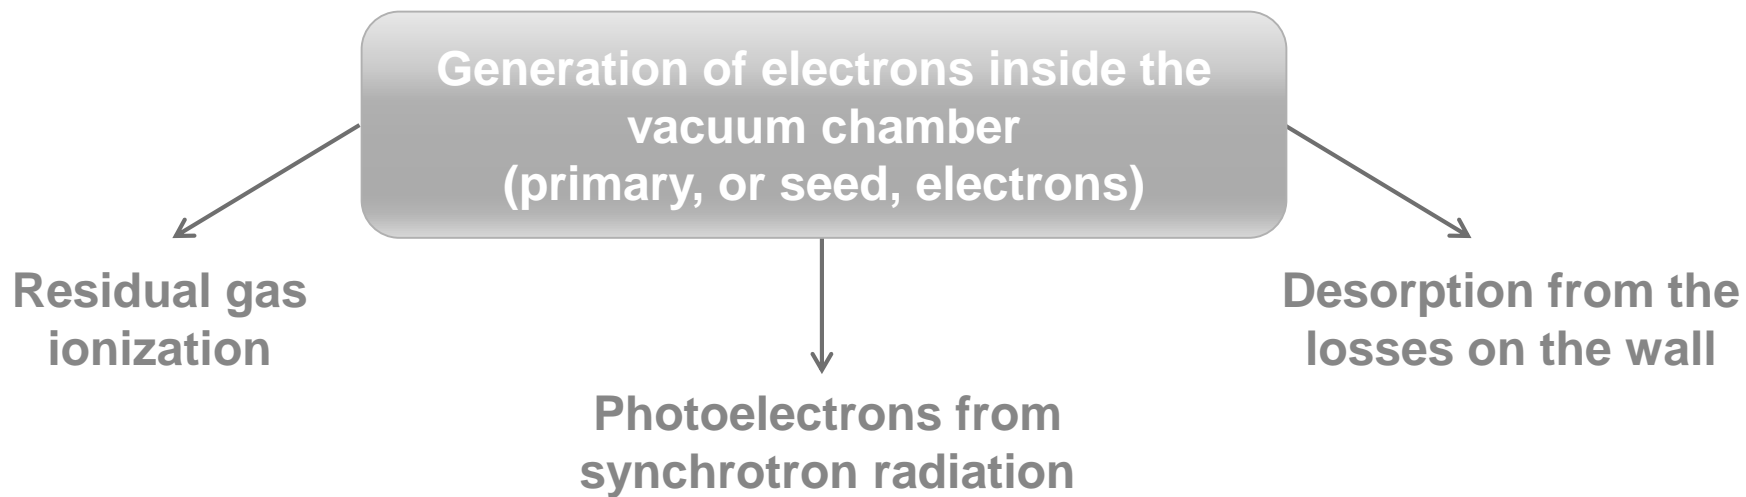 Generation of electrons inside the
vacuum chamber
(primary, or seed, electrons)
Residual gas
ionization
Photoelectrons from
synchrotron radiation
Desorption from the
losses on the wall